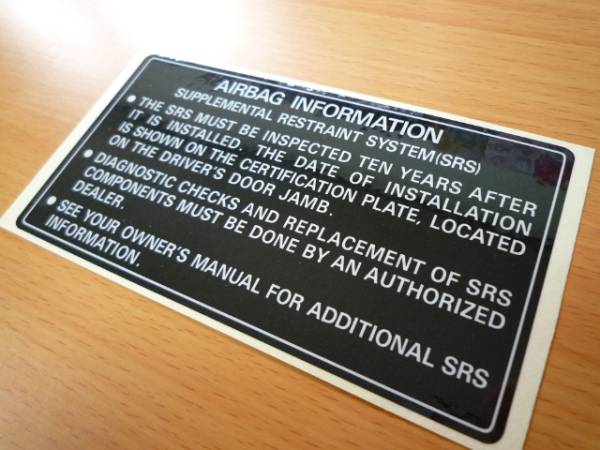 AIRBAG INFORMATION
SUPPLEMENTAL RESTRAINT SYSTEM(SRS)
● THE SRS MUST BE INSPECTED TEN YEARS AFTER
IT IS INSTALLED. THE DATE OF INSTALLATION
IS SHOWN ON THE CERTIFICATION PLATE, LOCATED
ON THE DRIVER'S DOOR JAMB.
● DIAGNOSTIC CHECKS AND REPLACEMENT OF SRS
COMPONENTS MUST BE DONE BY AN AUTHORIZED
DEALER.
● SEE YOUR OWNER'S MANUAL FOR ADDITIONAL SRS
INFORMATION.